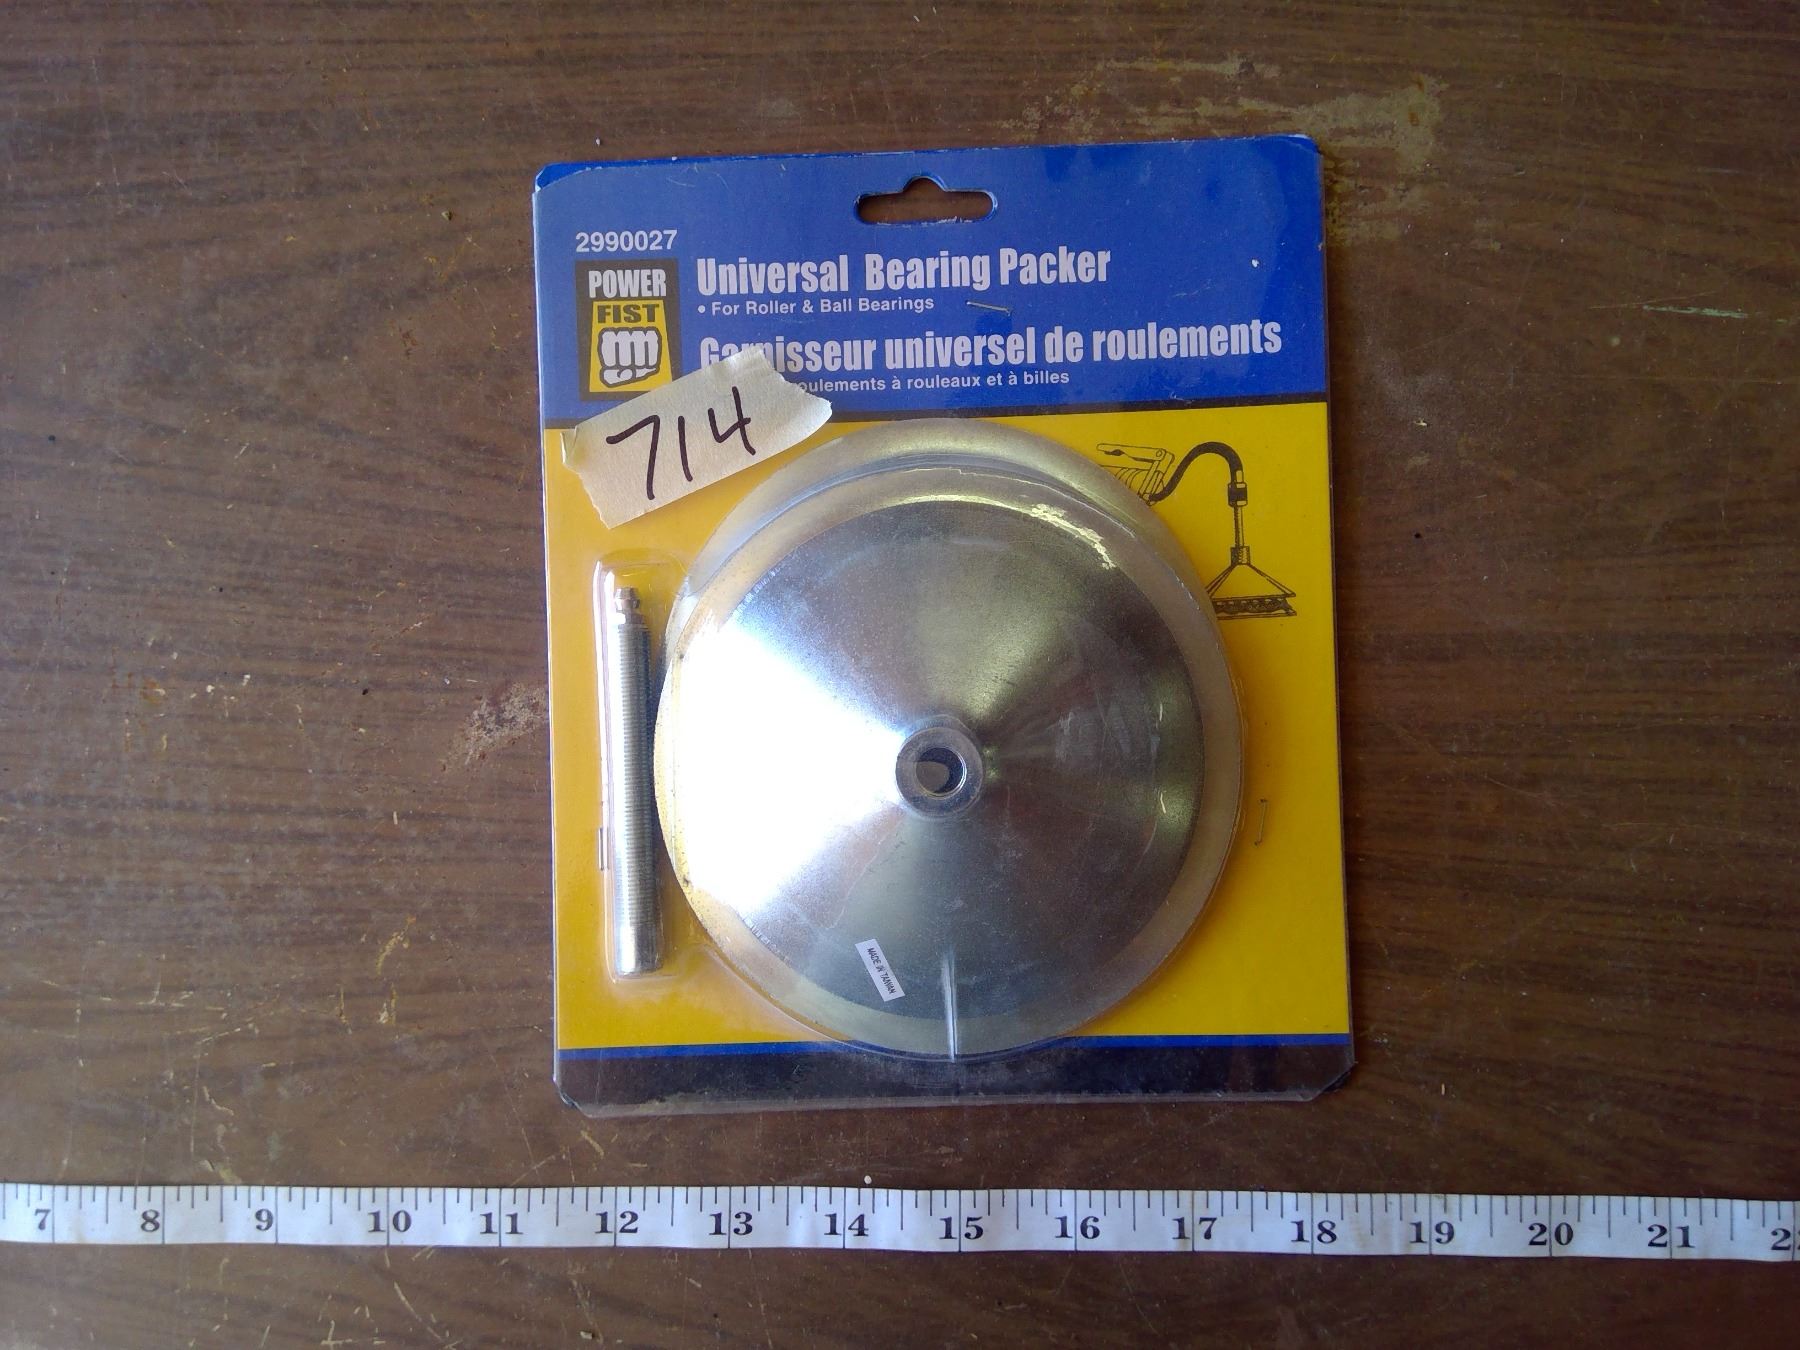 2990027
POWER
FIST
Universal Bearing Packer
• For Roller & Ball Bearings
universel de roulements
roulements à rouleaux et à billes
714
MADE IN TAIWAN
7 8 9 10 11 12 13 14 15 16 17 18 19 20 21